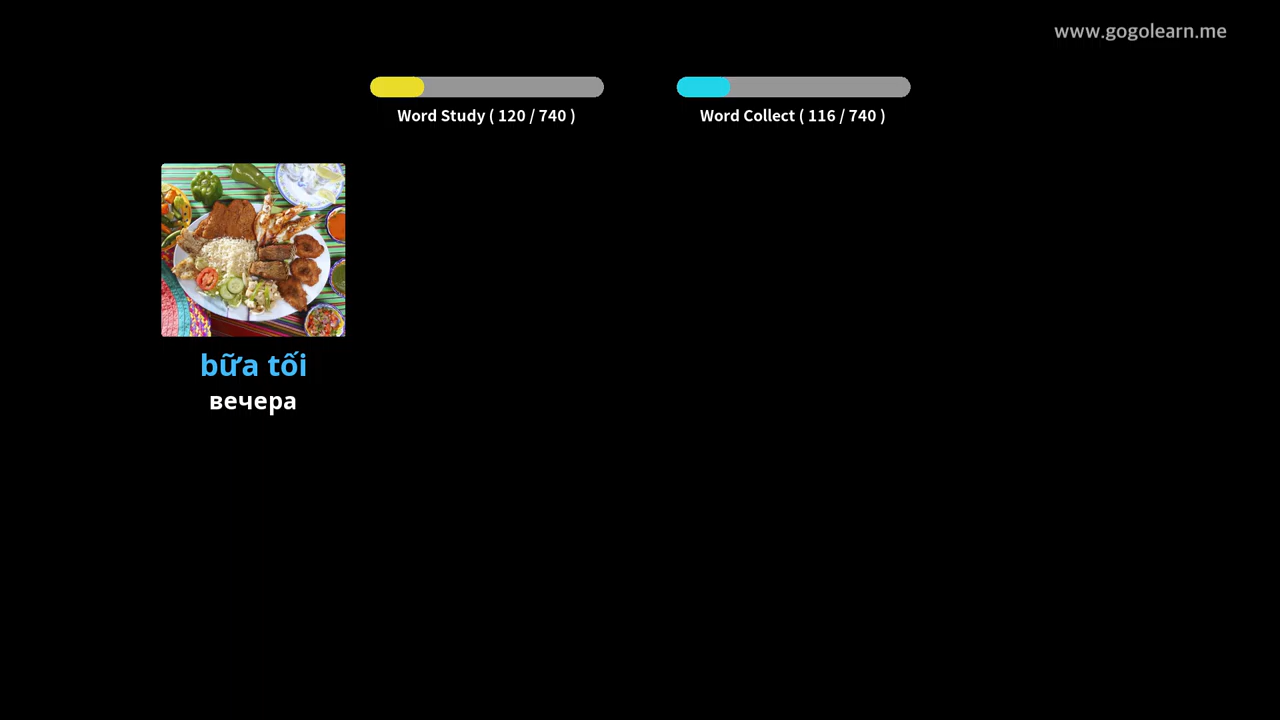 www.gogolearn.me
Word Study ( 120 / 740 )
Word Collect ( 116 / 740 )
bữa tối
вечера